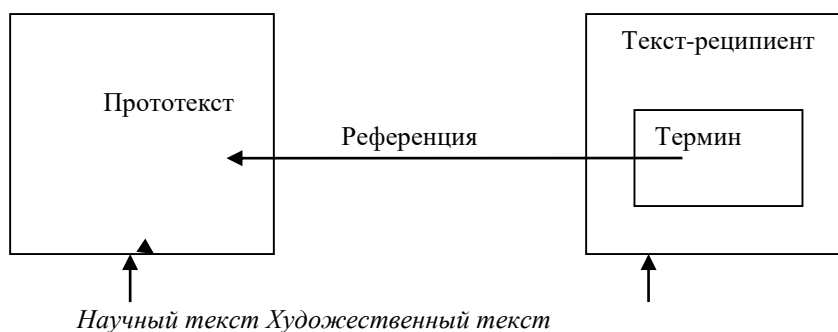 Текст-реципиент
Прототекст
Референция
Термин
Научный текст Художественный текст